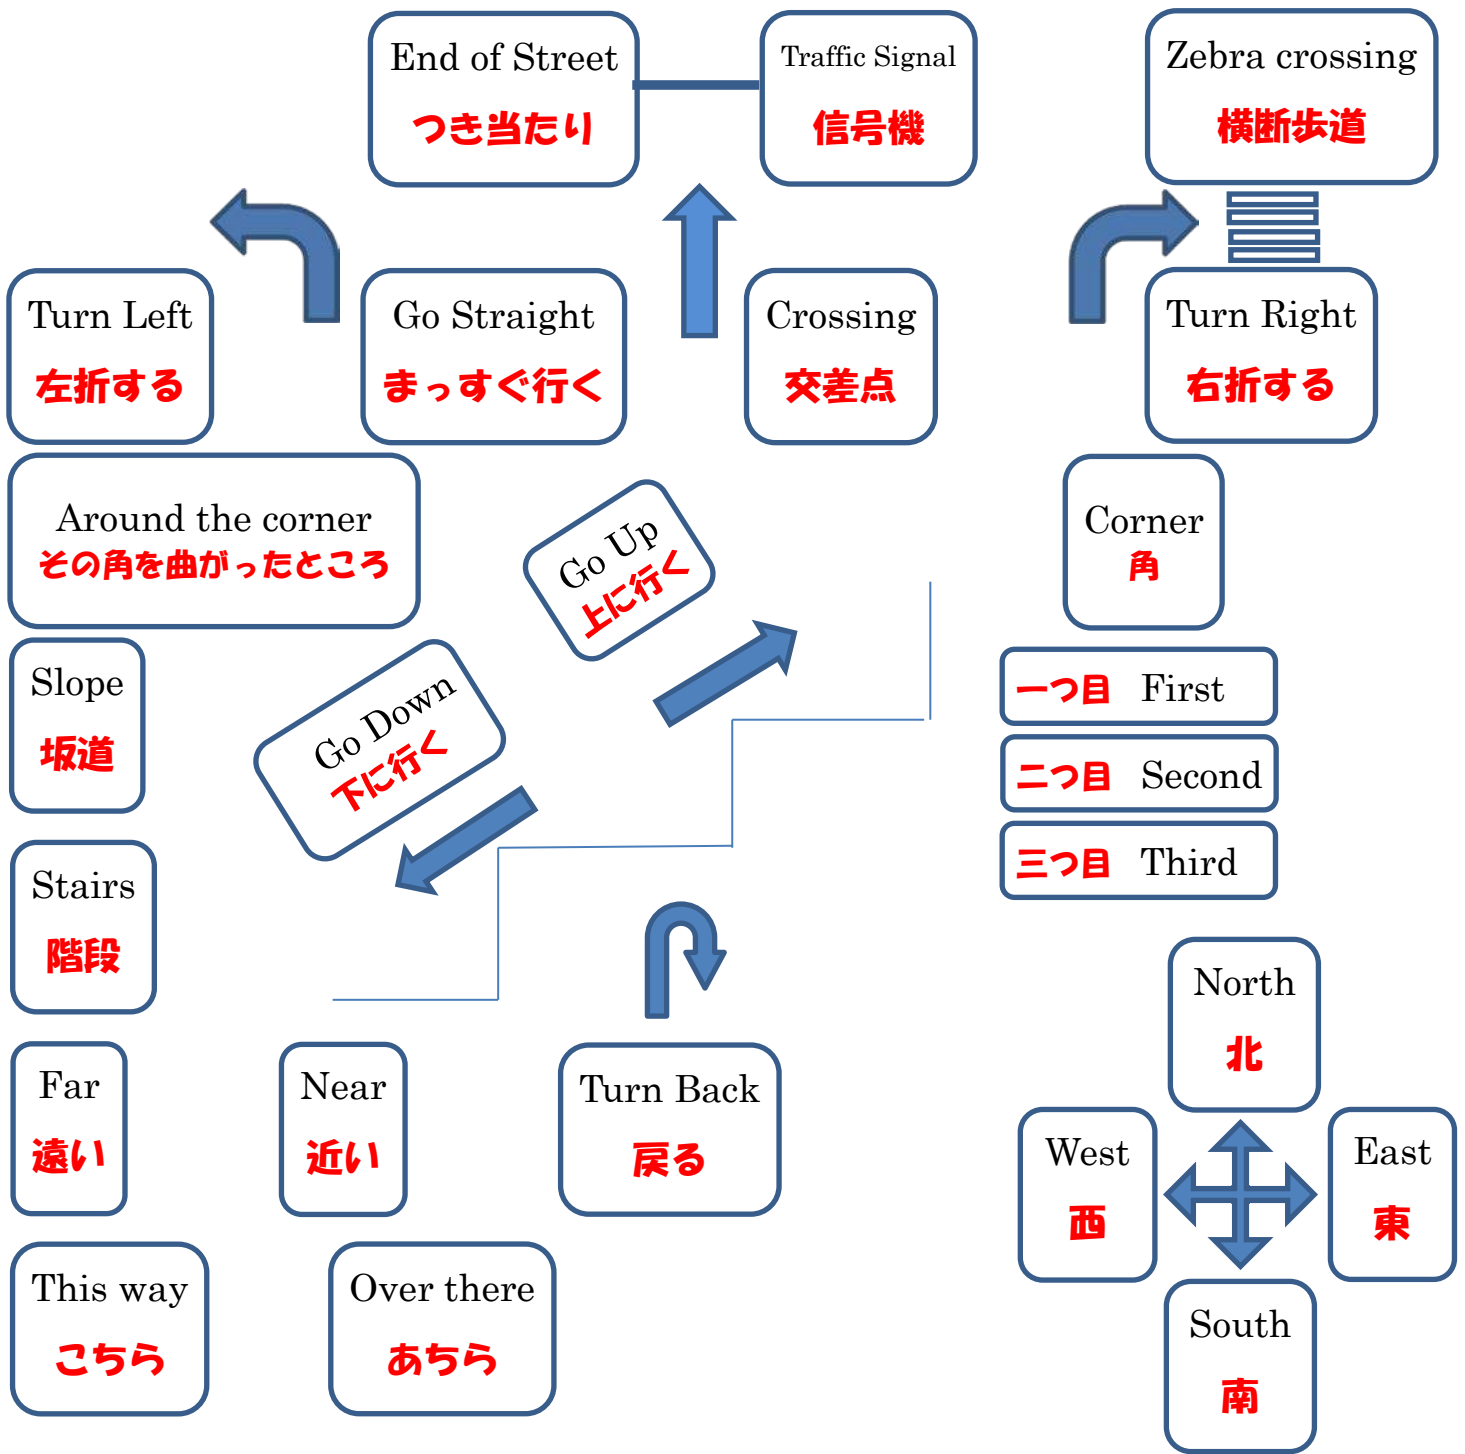 End of Street
つき当たり
Traffic Signal
信号機
Zebra crossing
横断歩道
Turn Left
左折する
Go Straight
まっすぐ行く
Crossing
交差点
Turn Right
右折する
Around the corner
その角を曲がったところ
Go Up
上に行く
Corner
角
Slope
坂道
Go Down
下に行く
一つ目 First
二つ目 Second
三つ目 Third
Stairs
階段
North
北
Far
遠い
Near
近い
Turn Back
戻る
West
西
East
東
This way
こちら
Over there
あちら
South
南